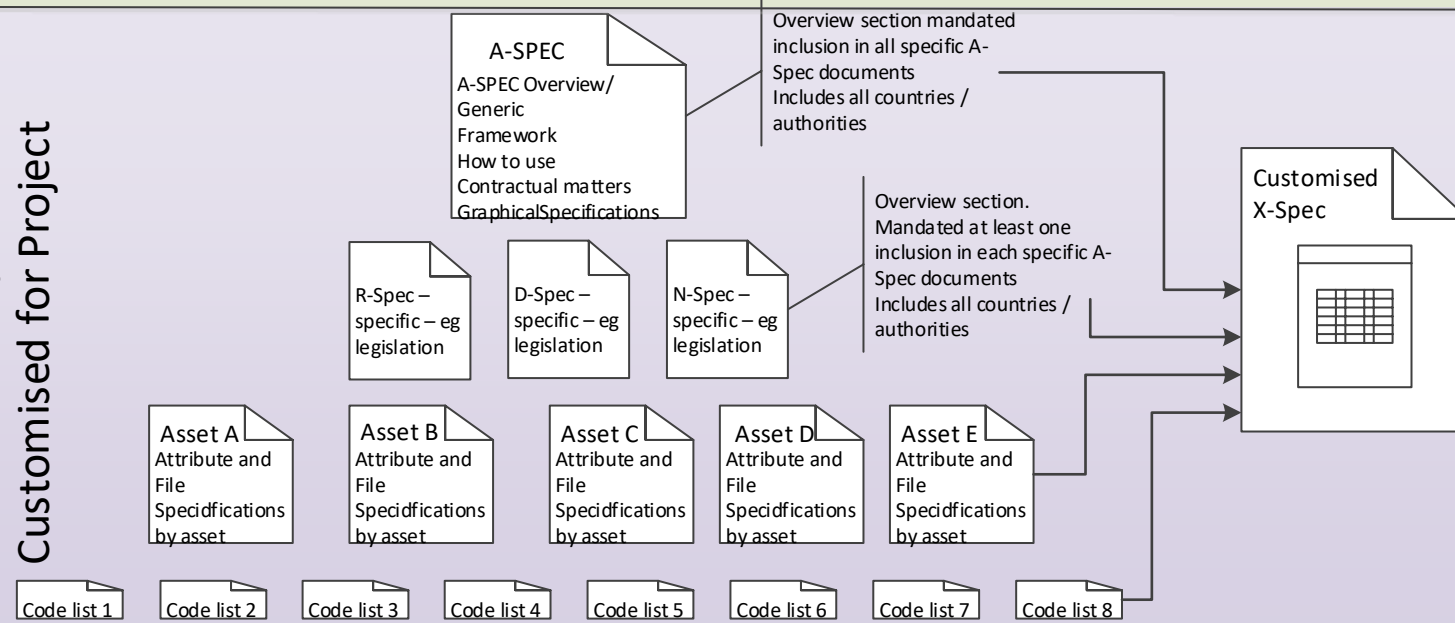 Customised for Project
A-SPEC
A-SPEC Overview/
Generic
Framework
How to use
Contractual matters
GraphicalSpecifications
Overview section mandated
inclusion in all specific A-
Spec documents
Includes all countries /
authorities
R-Spec –
specific – eg
legislation
D-Spec –
specific – eg
legislation
N-Spec –
specific – eg
legislation
Overview section.
Mandated at least one
inclusion in each specific A-
Spec documents
Includes all countries /
authorities
Customised
X-Spec
Asset A
Attribute and
File
Specidfications
by asset
Asset B
Attribute and
File
Specidfications
by asset
Asset C
Attribute and
File
Specidfications
by asset
Asset D
Attribute and
File
Specidfications
by asset
Asset E
Attribute and
File
Specidfications
by asset
Code list 1
Code list 2
Code list 3
Code list 4
Code list 5
Code list 6
Code list 7
Code list 8